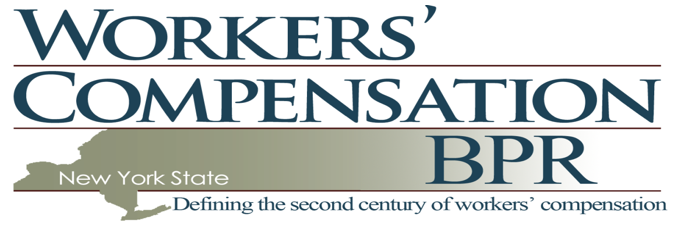 WORKERS'
COMPENSATION
BPR
New York State
Defining the second century of workers' compensation